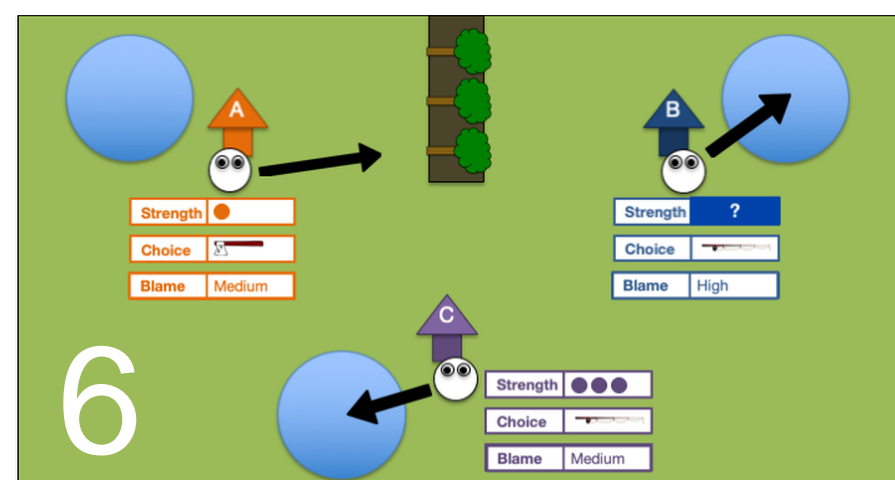 A
B
Strength
Choice
Blame Medium
Strength ?
Choice
Blame High
C
Strength
Choice
Blame Medium
6